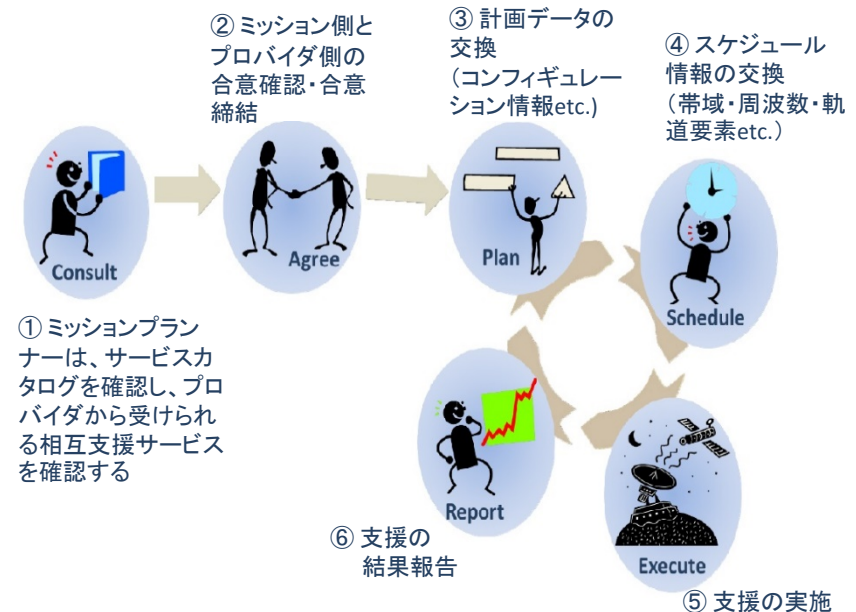 ② ミッション側と
プロバイダ側の
合意確認・合意
締結
③ 計画データの
交換
（コンフィギュレー
ション情報etc.）
④ スケジュール
情報の交換
（帯域・周波数・軌
道要素etc.）
Consult
Agree
Plan
Schedule
① ミッションプラン
ナーは、サービスカ
タログを確認し、プロ
バイダから受けられ
る相互支援サービス
を確認する
Report
Execute
⑥ 支援の
結果報告
⑤ 支援の実施